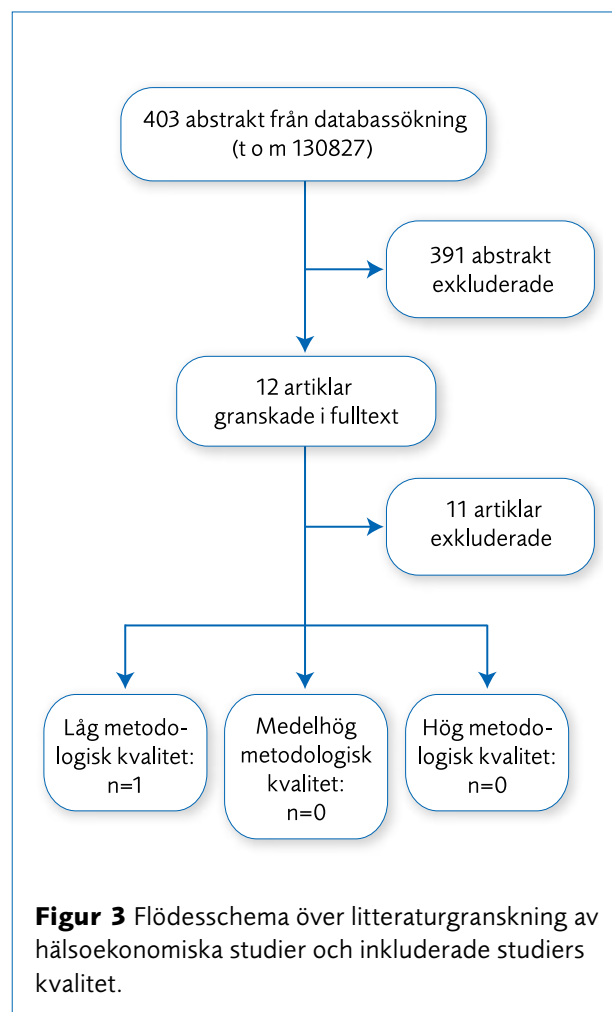 403 abstrakt från databassökning
(t o m 130827)
391 abstrakt
exkluderade
12 artiklar
granskade i fulltext
11 artiklar
exkluderade
Låg metodo-
logisk kvalitet:
n=1
Medelhög
metodologisk
kvalitet:
n=0
Hög metodo-
logisk kvalitet:
n=0
Figur 3 Flödesschema över litteraturgranskning av
hälsoekonomiska studier och inkluderade studiers
kvalitet.